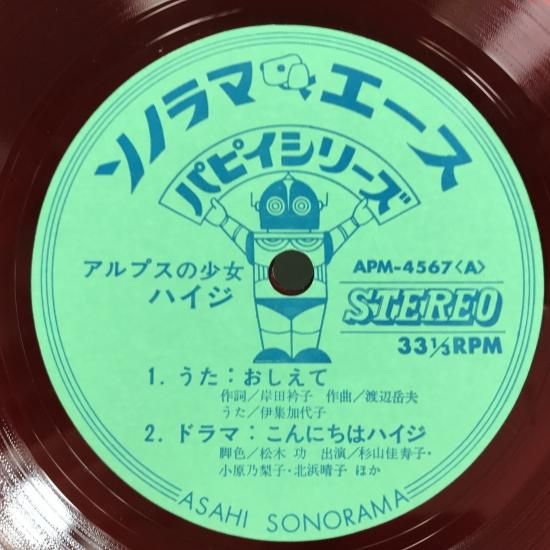 ソノラマエース
パピイシリーズ
アルプスの少女
ハイジ
APM-4567〈A〉
STEREO
33 1/3 RPM
1. うた：おしえて
作詞／岸田衿子 作曲／渡辺岳夫
うた／伊集加代子
2. ドラマ：こんにちはハイジ
脚色／松木 功 出演／杉山佳寿子・
小原乃梨子・北浜晴子 ほか
ASAHI SONORAMA